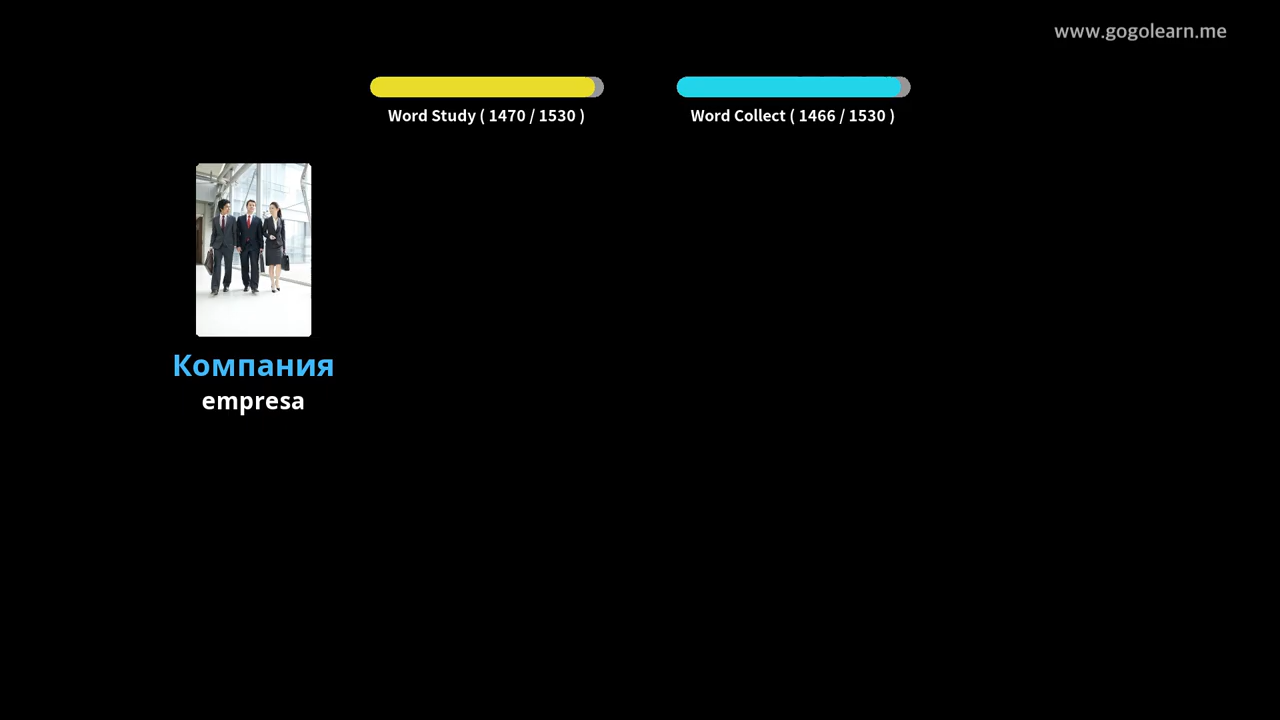 www.gogolearn.me
Word Study ( 1470 / 1530 )
Word Collect ( 1466 / 1530 )
Компания
empresa